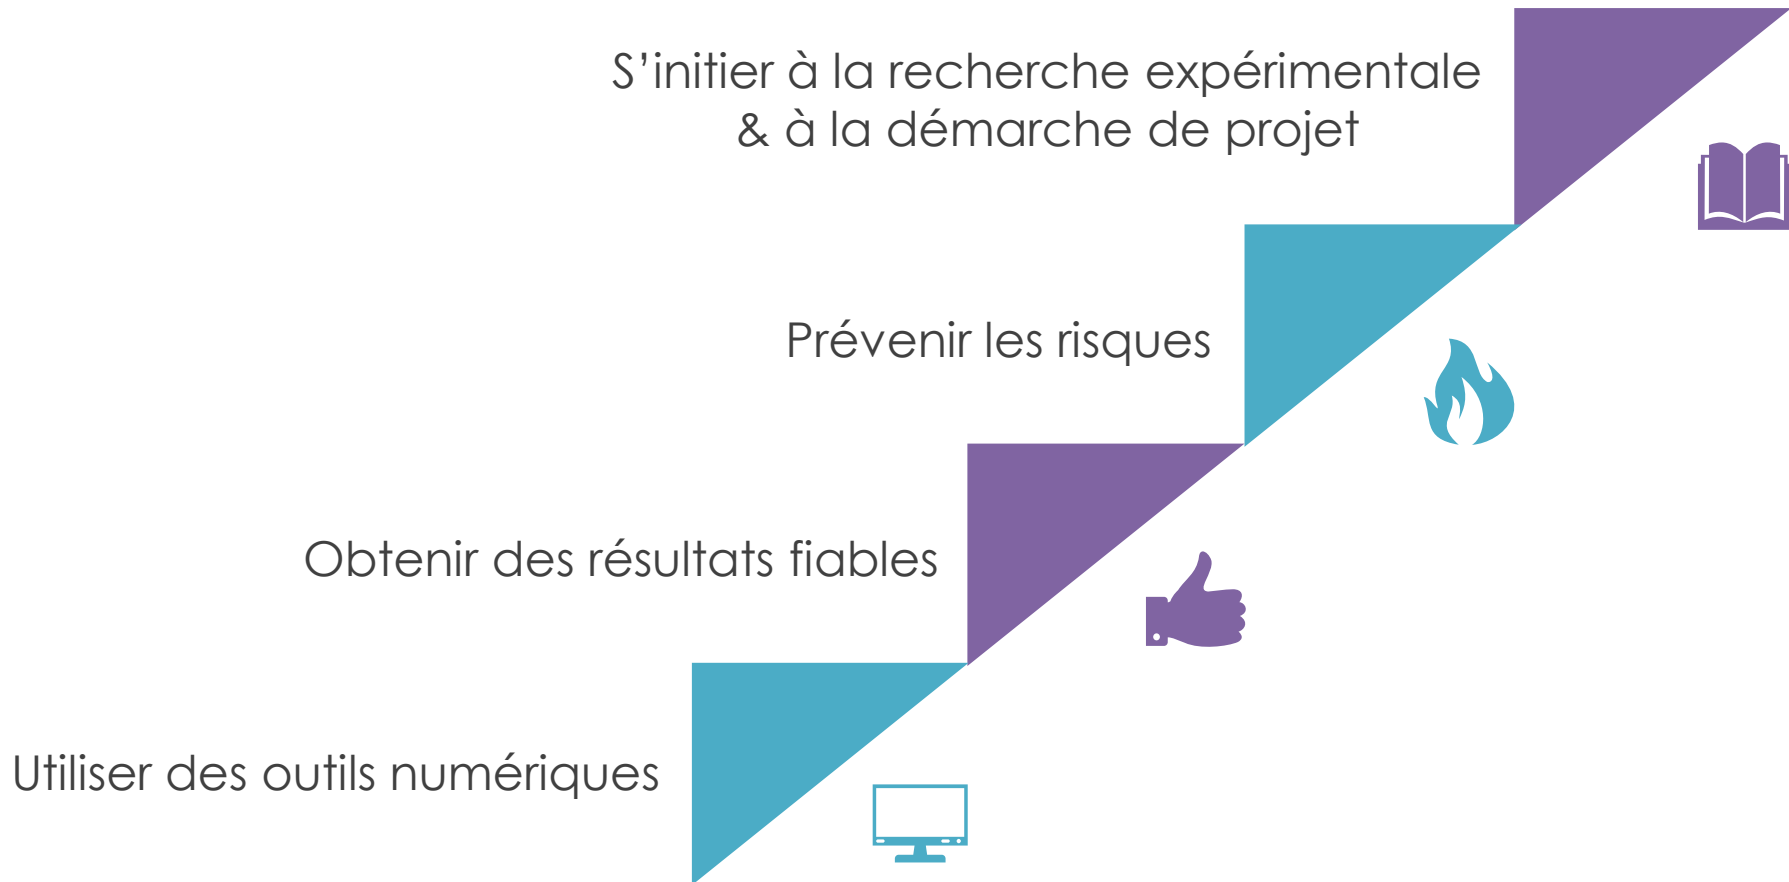 S’initier à la recherche expérimentale
& à la démarche de projet
Prévenir les risques
Obtenir des résultats fiables
Utiliser des outils numériques